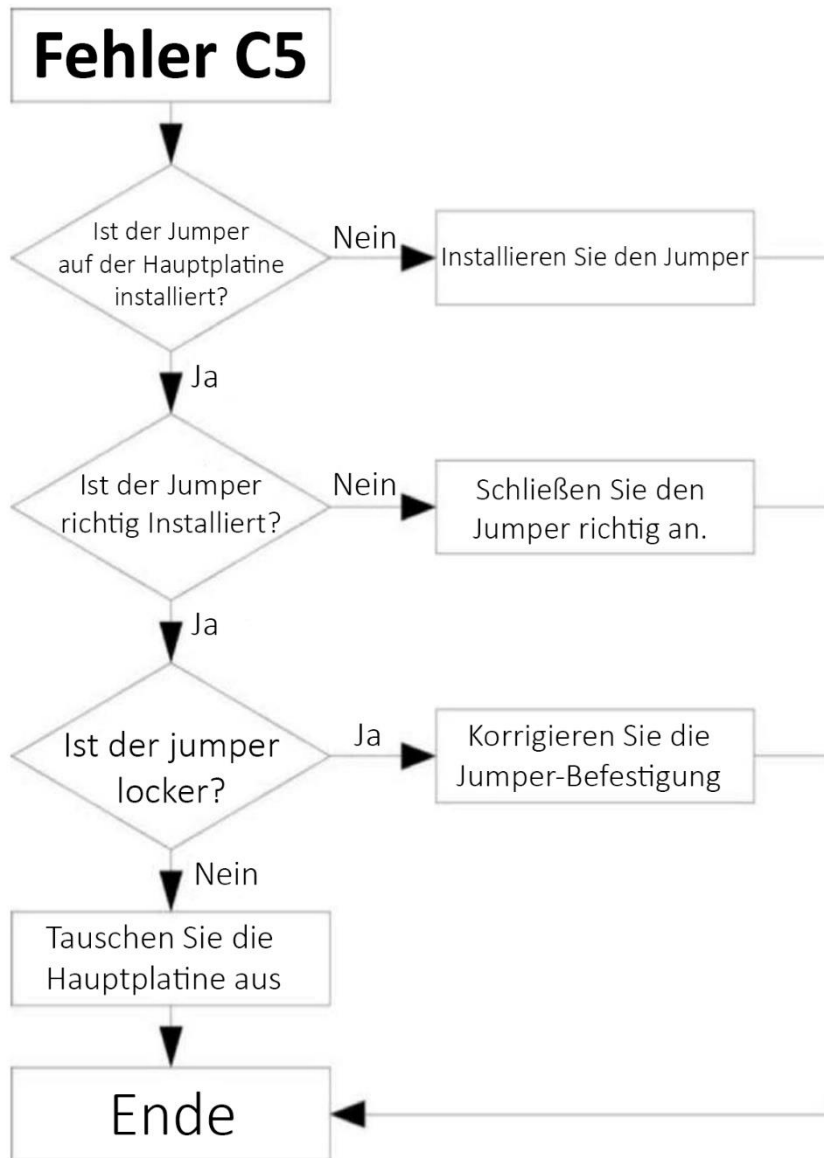 Fehler C5
Ist der Jumper
auf der Hauptplatine
installiert?
Nein
Installieren Sie den Jumper
Ja
Ist der Jumper
richtig Installiert?
Nein
Schließen Sie den
Jumper richtig an.
Ja
Ist der jumper
locker?
Ja
Korrigieren Sie die
Jumper-Befestigung
Nein
Tauschen Sie die
Hauptplatine aus
Ende